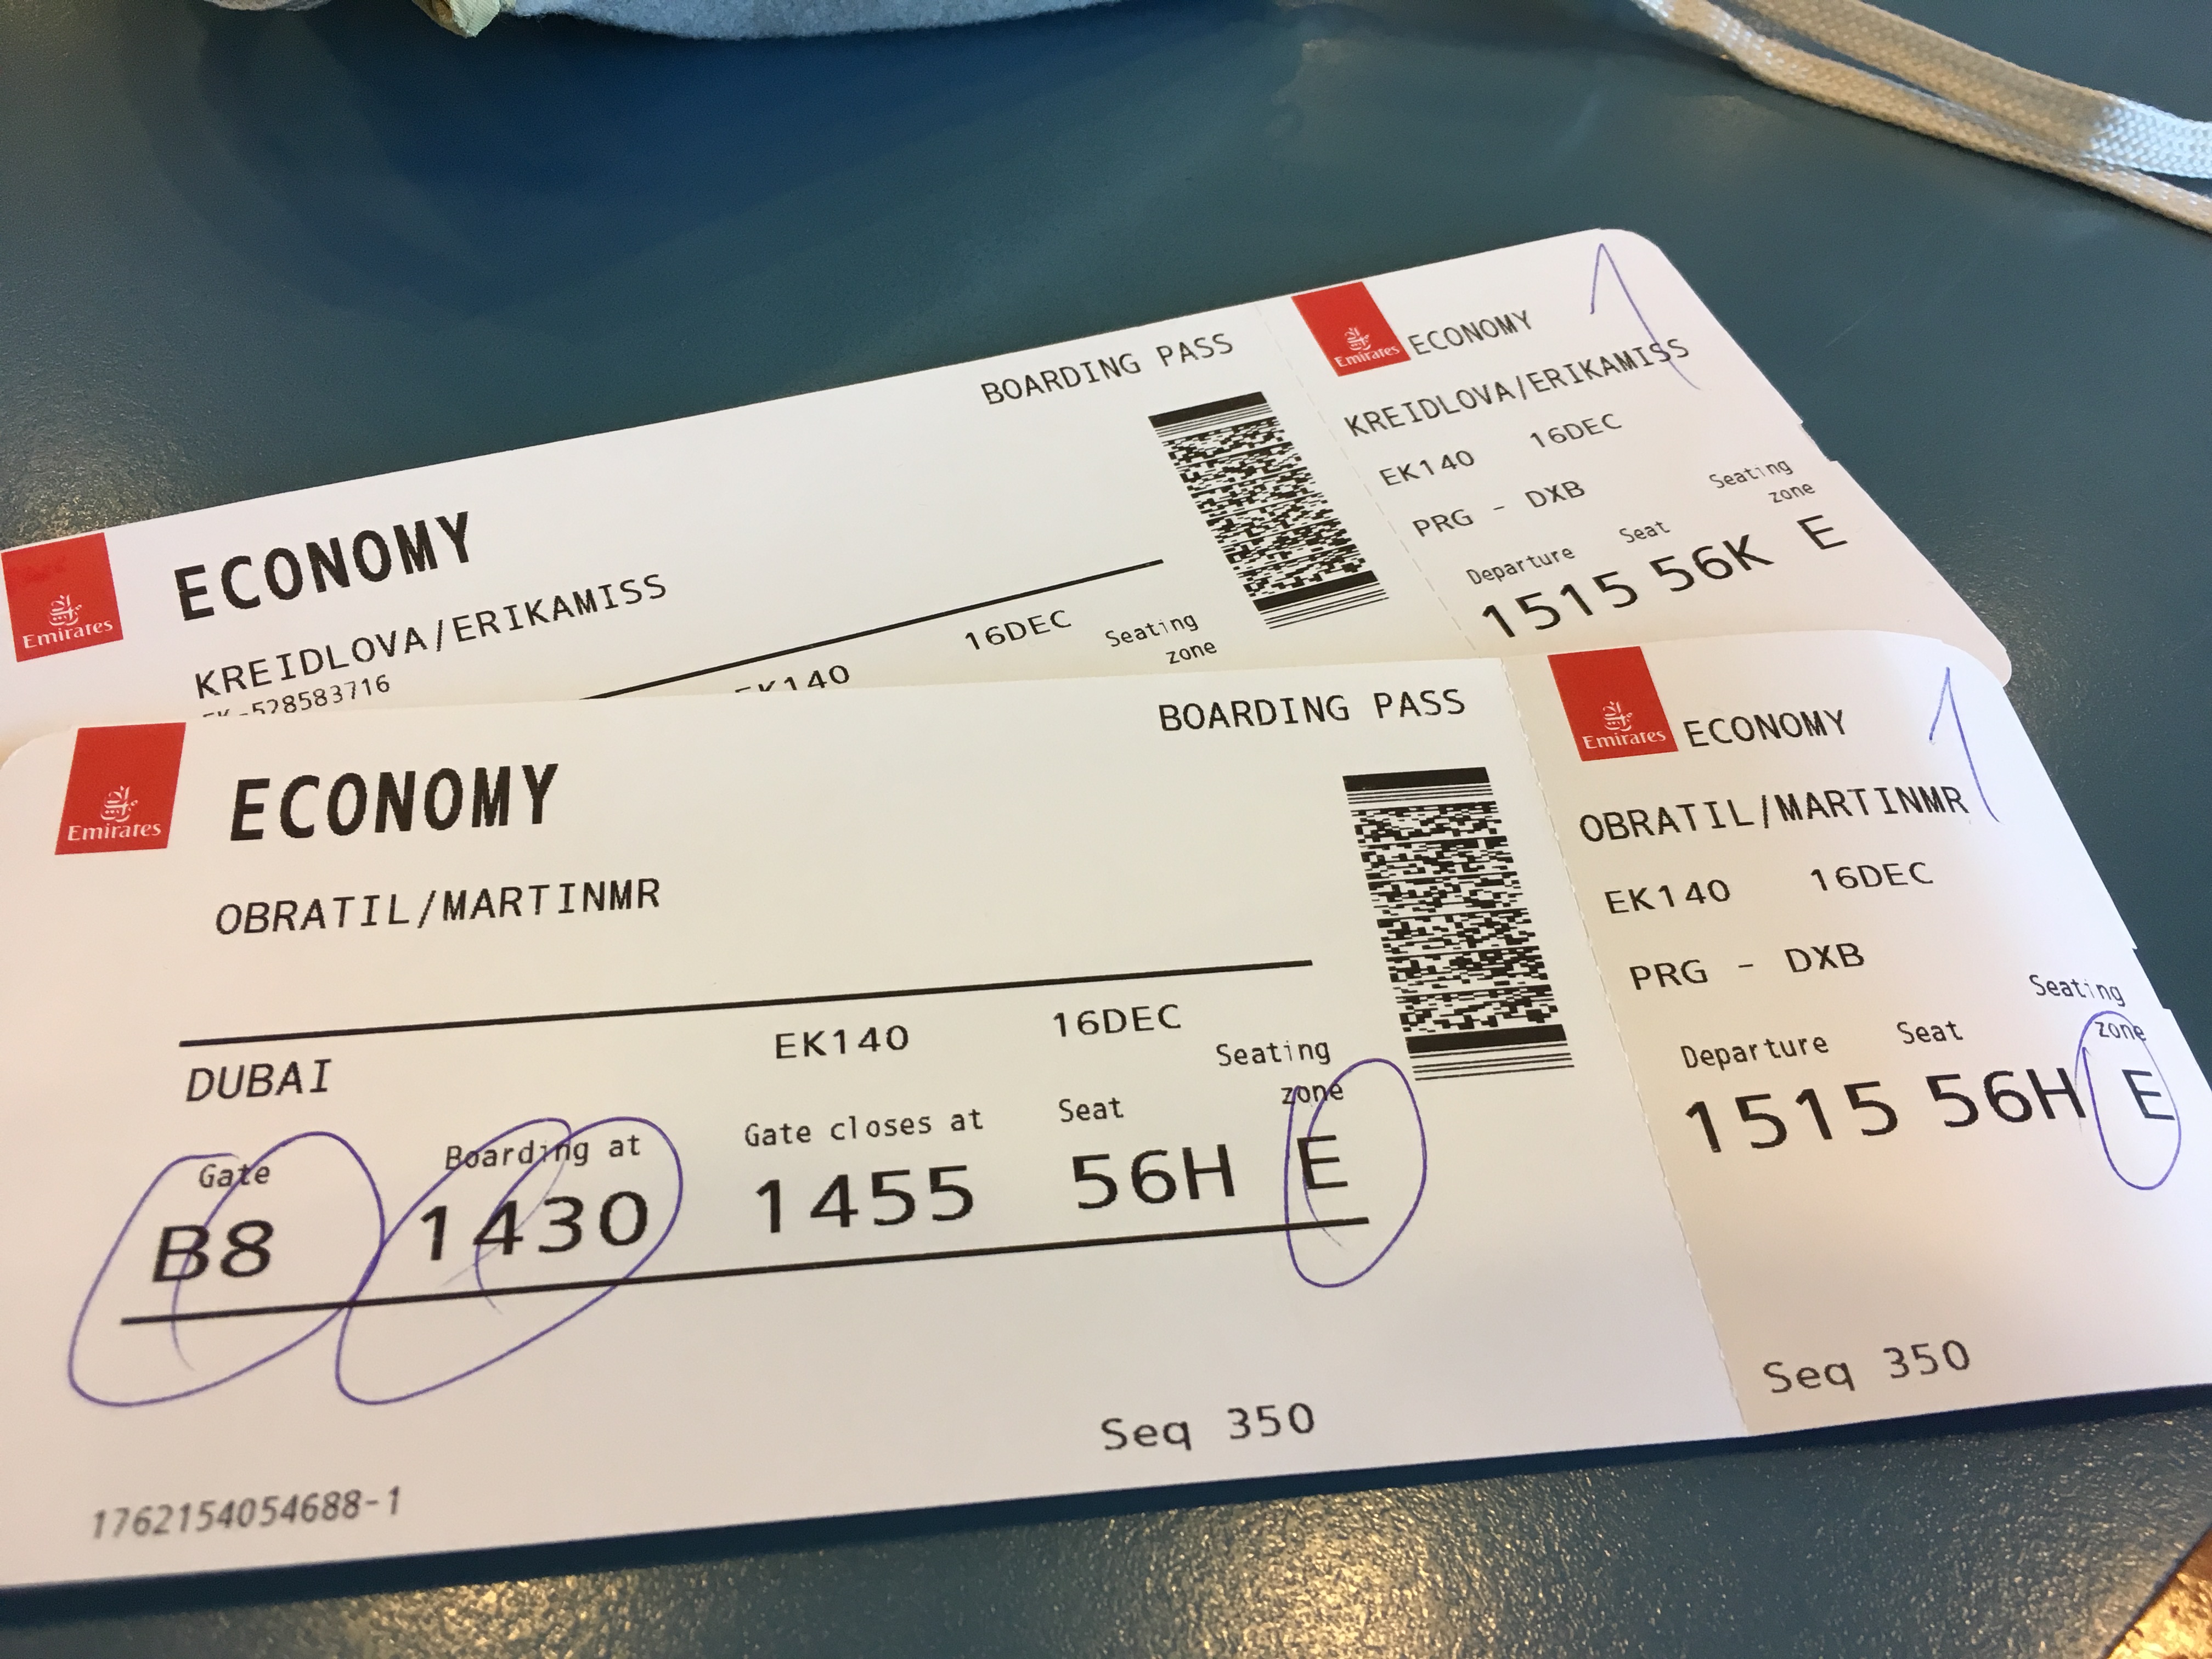 BOARDING PASS
Emirates
ECONOMY
KREIDLOVA/ERIKAMISS
528583716
EK140 16DEC Seating
zone
1
Emirates ECONOMY
KREIDLOVA/ERIKAMISS
EK140 16DEC
PRG - DXB
Seating
zone
Departure Seat
1515 56K E
BOARDING PASS
Emirates
ECONOMY
OBRATIL/MARTINMR
EK140 16DEC
DUBAI
Seating
zone
Gate Boarding at Gate closes at Seat
B8 1430 1455 56H E
Seq 350
1762154054688-1
1
Emirates ECONOMY
OBRATIL/MARTINMR
EK140 16DEC
PRG - DXB
Seating
zone
Departure Seat
1515 56H E
Seq 350